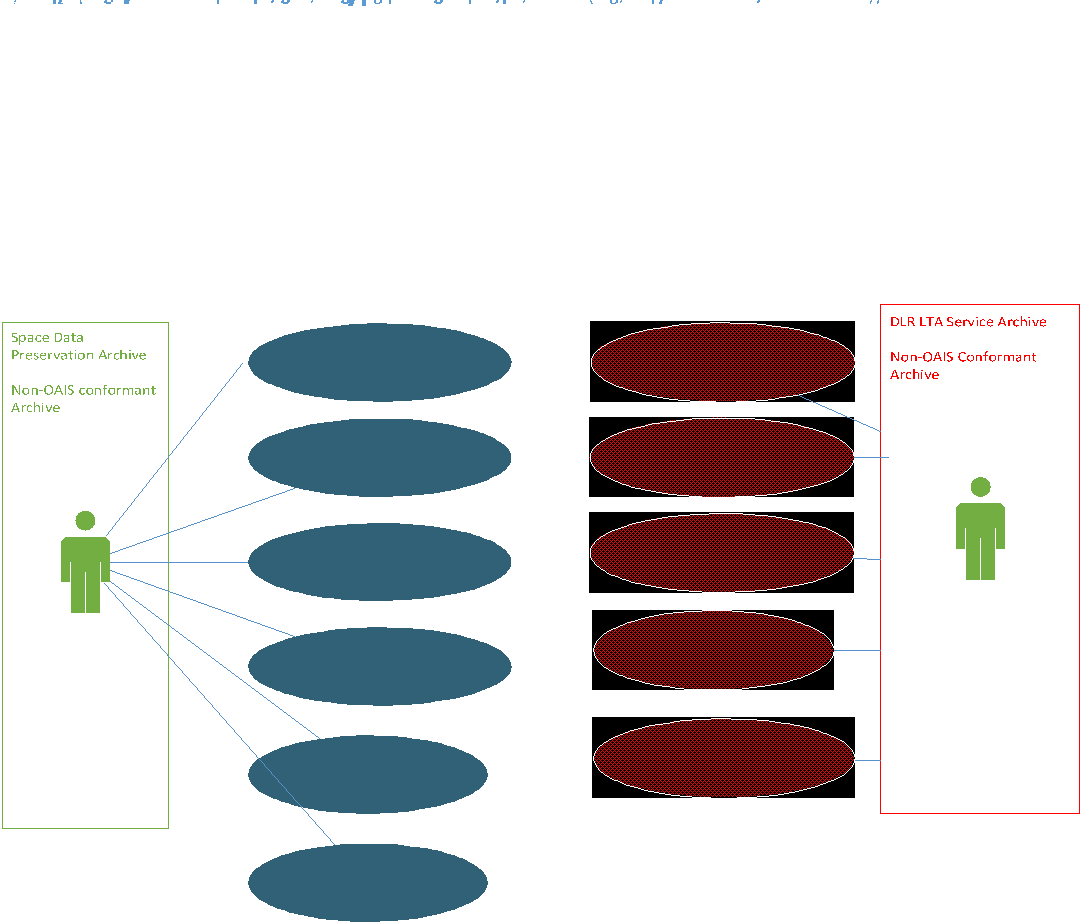 Space Data
Preservation Archive
Non-OAIS conformant
Archive
DLR LTA Service Archive
Non-OAIS Conformant
Archive